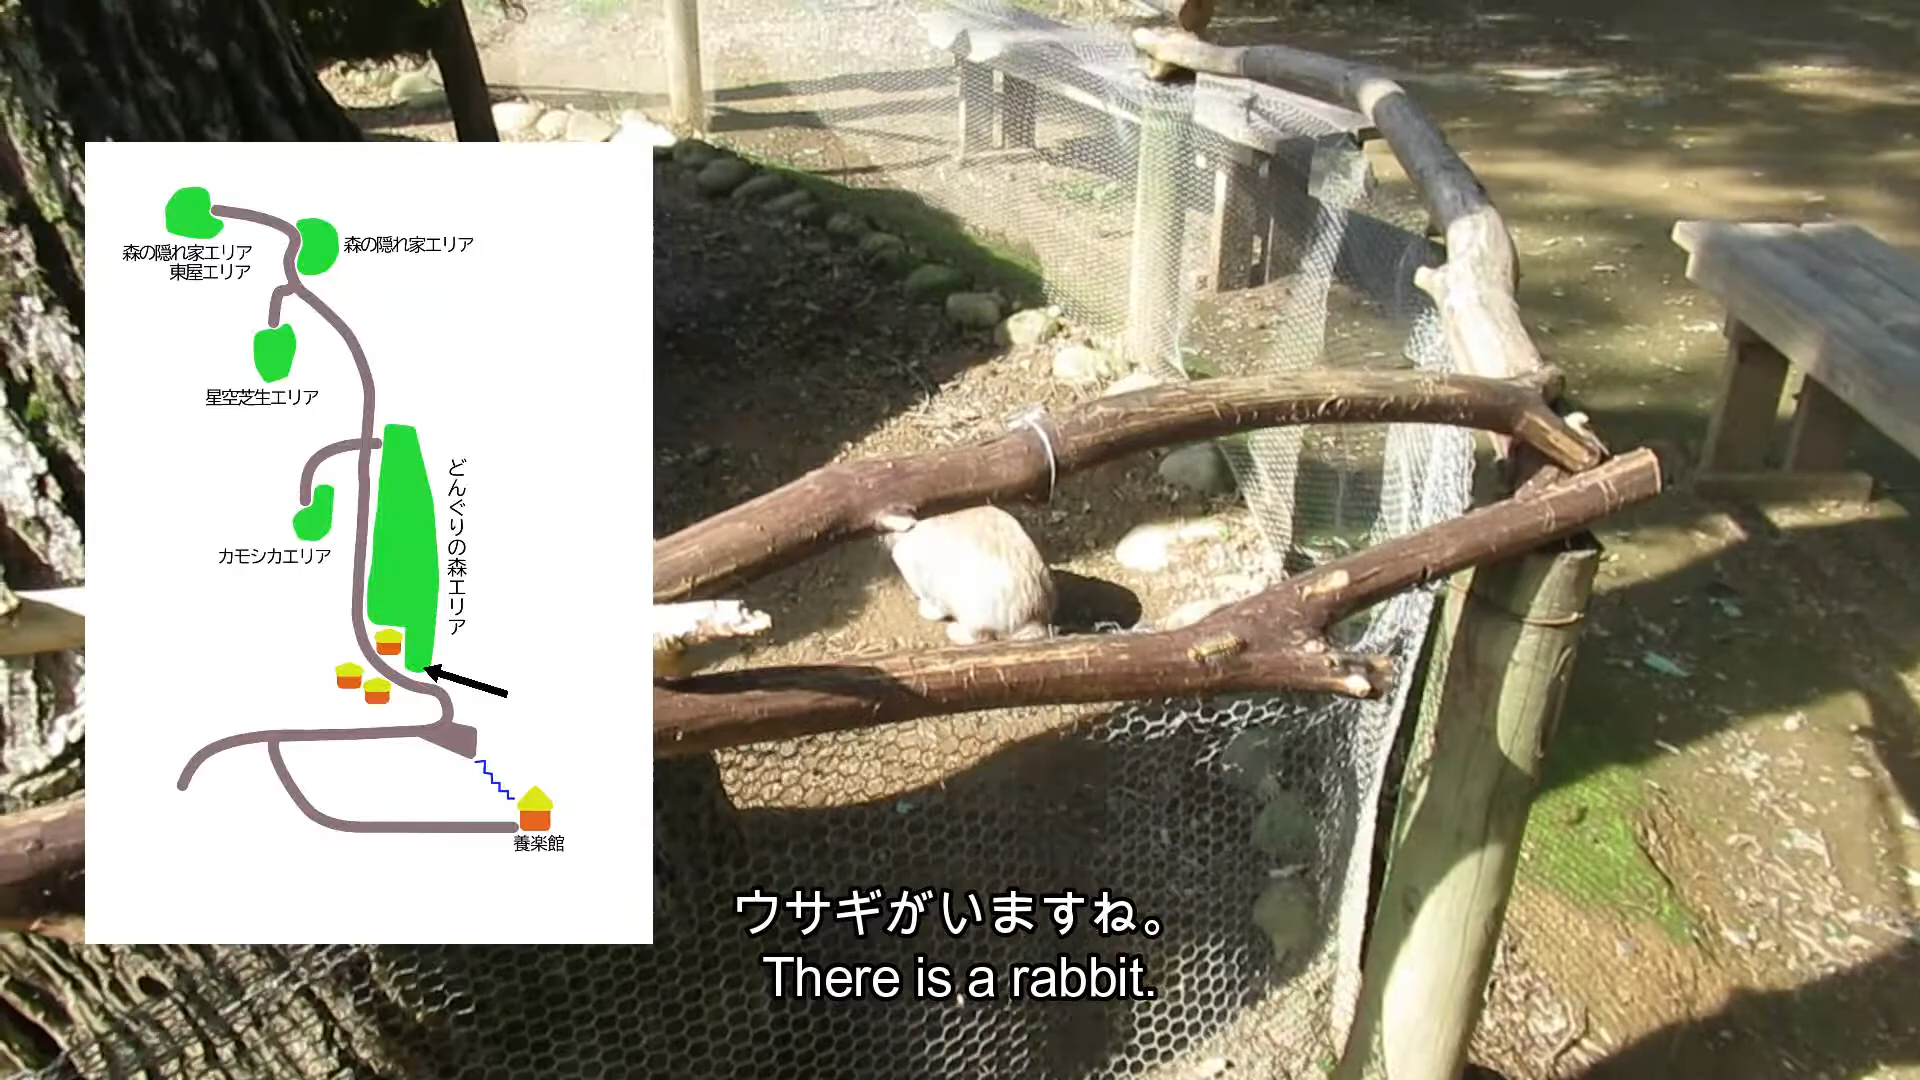 森の隠れ家エリア
東屋エリア
森の隠れ家エリア
星空芝生エリア
どんぐりの森エリア
カモシカエリア
養楽館
ウサギがいますね。
There is a rabbit.